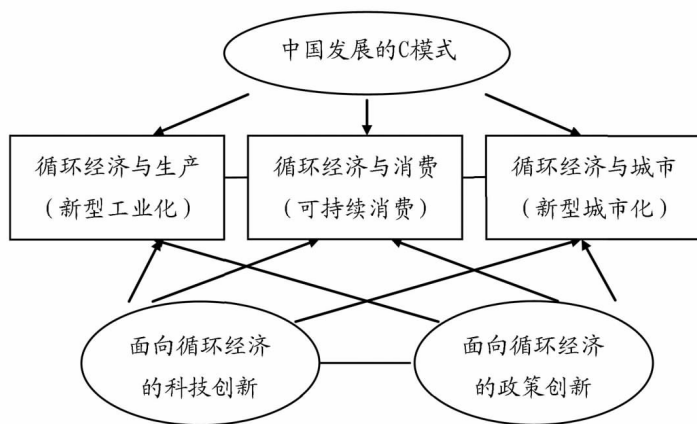 中国发展的C模式
循环经济与生产
（新型工业化）
循环经济与消费
（可持续消费）
循环经济与城市
（新型城市化）
面向循环经济
的科技创新
面向循环经济
的政策创新